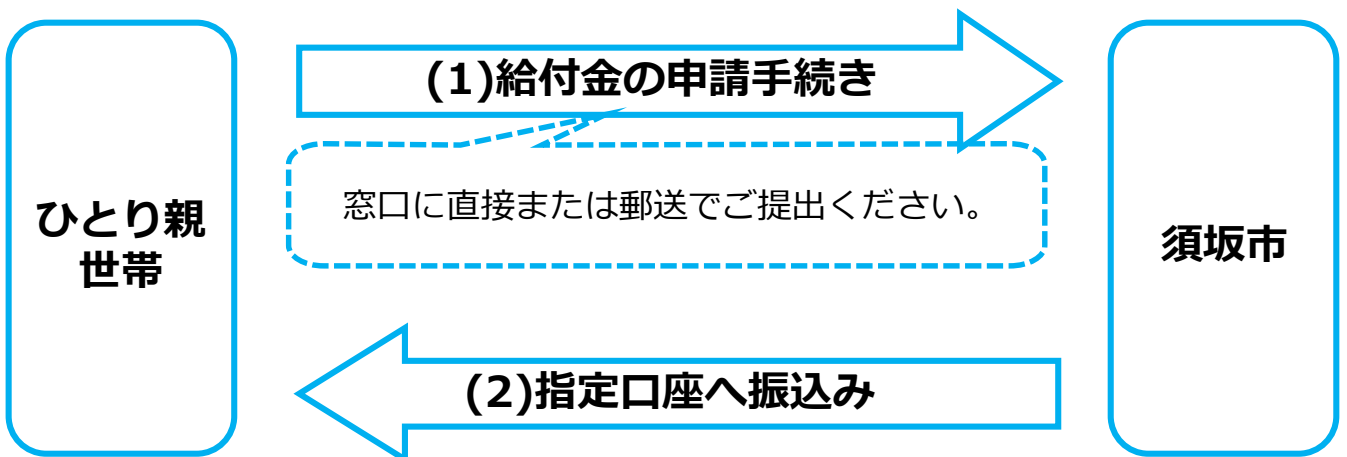 (1)給付金の申請手続き
窓口に直接または郵送でご提出ください。
ひとり親
世帯
須坂市
(2)指定口座へ振込み